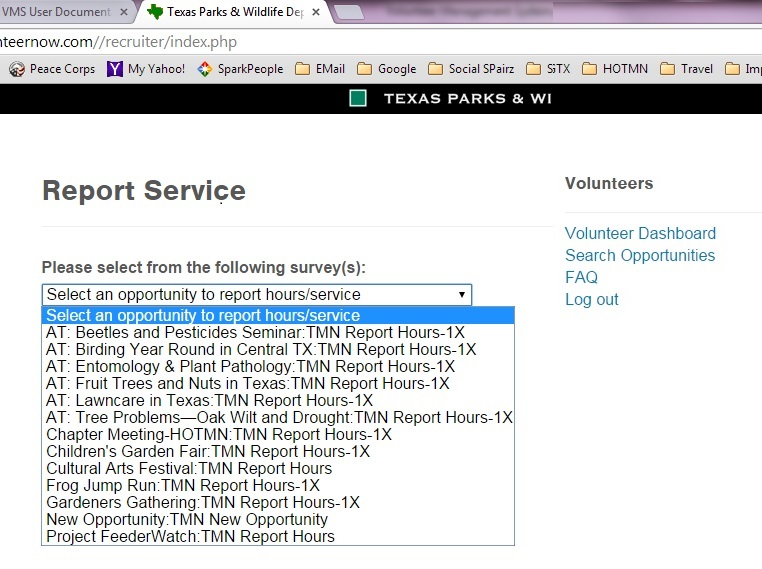 VMS User Document
Texas Parks & Wildlife De
nteernow.com//recruiter/index.php
Peace Corps My Yahoo! SparkPeople EMail Google Social SPairz SiTX HOTMN Travel Imp
TEXAS PARKS & WI
Report Service
Please select from the following survey(s):
Select an opportunity to report hours/service
Select an opportunity to report hours/service
AT: Beetles and Pesticides Seminar:TMN Report Hours-1X
AT: Birding Year Round in Central TX:TMN Report Hours-1X
AT: Entomology & Plant Pathology:TMN Report Hours-1X
AT: Fruit Trees and Nuts in Texas:TMN Report Hours-1X
AT: Lawncare in Texas:TMN Report Hours-1X
AT: Tree Problems—Oak Wilt and Drought:TMN Report Hours-1X
Chapter Meeting-HOTMN:TMN Report Hours-1X
Children's Garden Fair:TMN Report Hours-1X
Cultural Arts Festival:TMN Report Hours
Frog Jump Run:TMN Report Hours-1X
Gardeners Gathering:TMN Report Hours-1X
New Opportunity:TMN New Opportunity
Project FeederWatch:TMN Report Hours
Volunteers
Volunteer Dashboard
Search Opportunities
FAQ
Log out